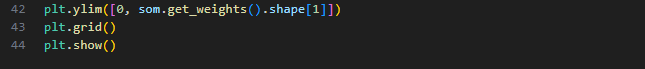 42 plt.ylim([0, som.get_weights().shape[1]])
43 plt.grid()
44 plt.show()